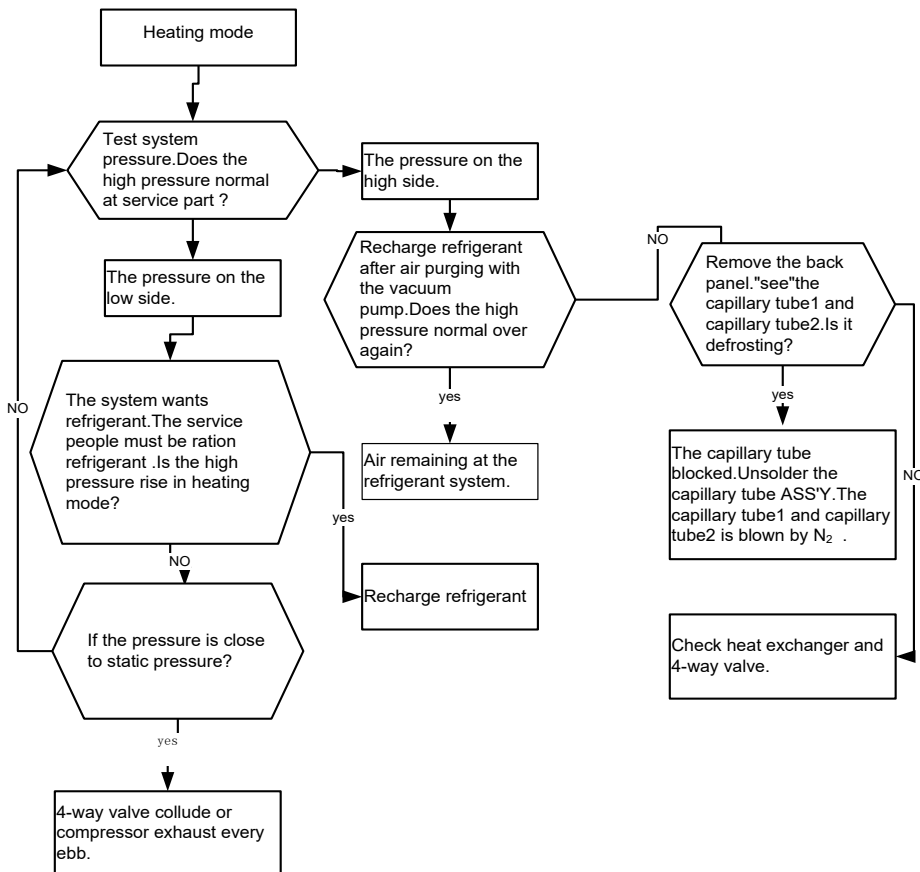 Heating mode
Test system
pressure.Does the
high pressure normal
at service part ?
The pressure on the
high side.
The pressure on the
low side.
Recharge refrigerant
after air purging with
the vacuum
pump.Does the high
pressure normal over
again?
NO
Remove the back
panel."see"the
capillary tube1 and
capillary tube2.Is it
defrosting?
NO
The system wants
refrigerant.The service
people must be ration
refrigerant .Is the high
pressure rise in heating
mode?
yes
yes
Air remaining at the
refrigerant system.
The capillary tube
blocked.Unsolder the
capillary tube ASS'Y.The
capillary tube1 and capillary
tube2 is blown by N₂ .
NO
yes
NO
Recharge refrigerant
If the pressure is close
to static pressure?
Check heat exchanger and
4-way valve.
yes
4-way valve collude or
compressor exhaust every
ebb.